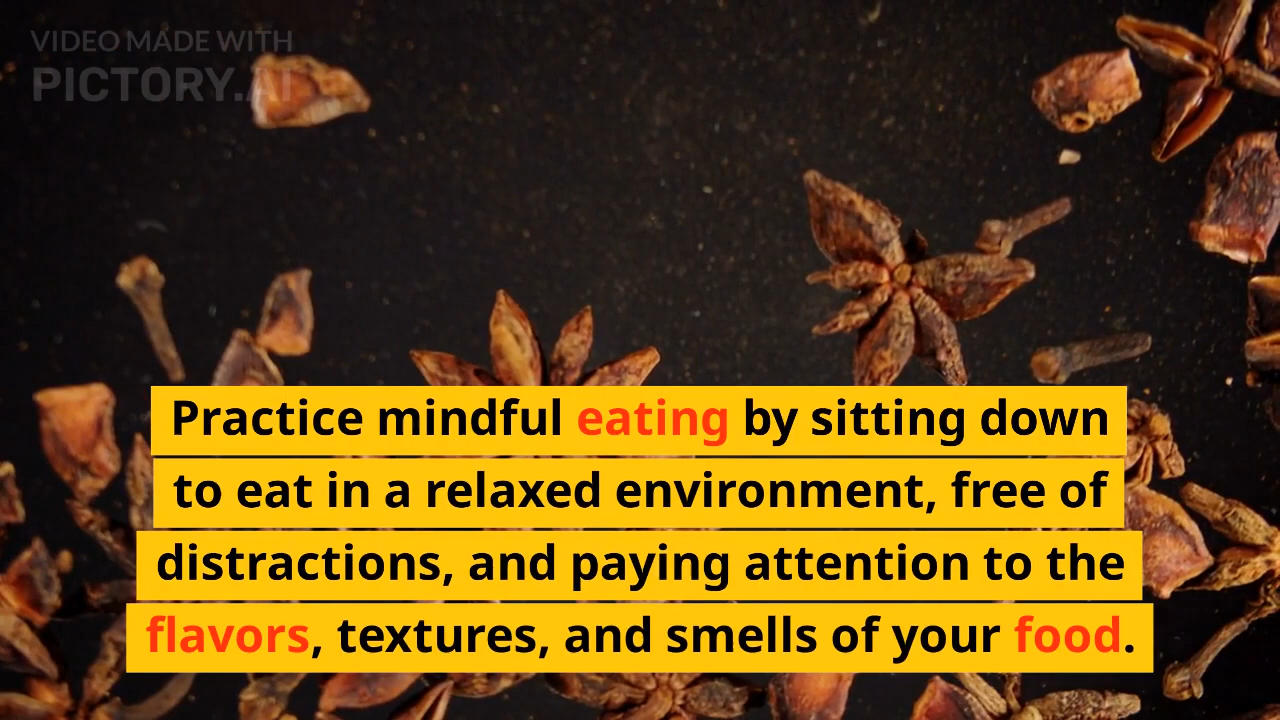 VIDEO MADE WITH
PICTORY.AI
Practice mindful eating by sitting down
to eat in a relaxed environment, free of
distractions, and paying attention to the
flavors, textures, and smells of your food.